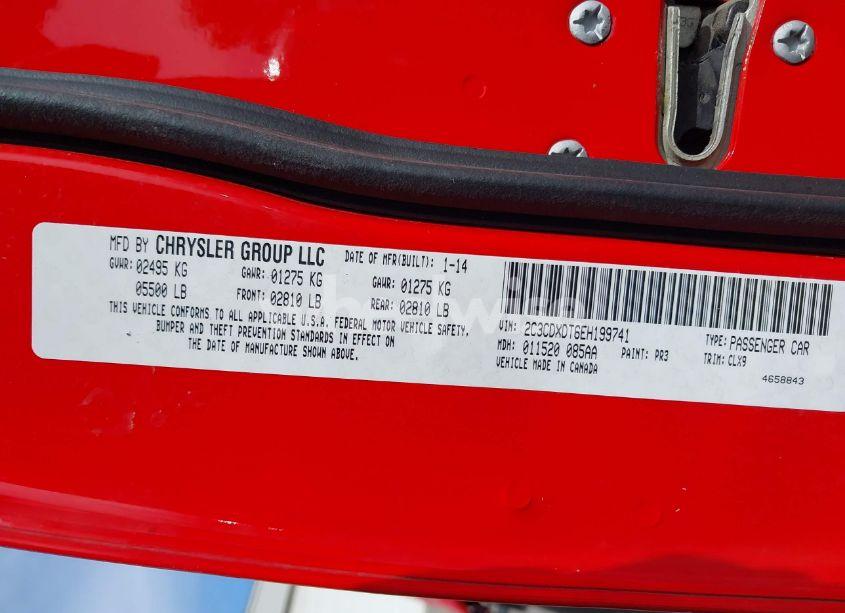 MFD BY CHRYSLER GROUP LLC
DATE OF MFR(BUILT): 1-14
GVWR: 02495 KG
GAWR: 01275 KG
GAWR: 01275 KG
05500 LB
FRONT: 02810 LB
REAR: 02810 LB
THIS VEHICLE CONFORMS TO ALL APPLICABLE U.S.A. FEDERAL MOTOR VEHICLE SAFETY,
BUMPER AND THEFT PREVENTION STANDARDS IN EFFECT ON
THE DATE OF MANUFACTURE SHOWN ABOVE.
VIN: 2C3CDXDT6EH199741
TYPE: PASSENGER CAR
MDH: 011520 085AA
PAINT: PR3
TRIM: CLX9
VEHICLE MADE IN CANADA
4658843